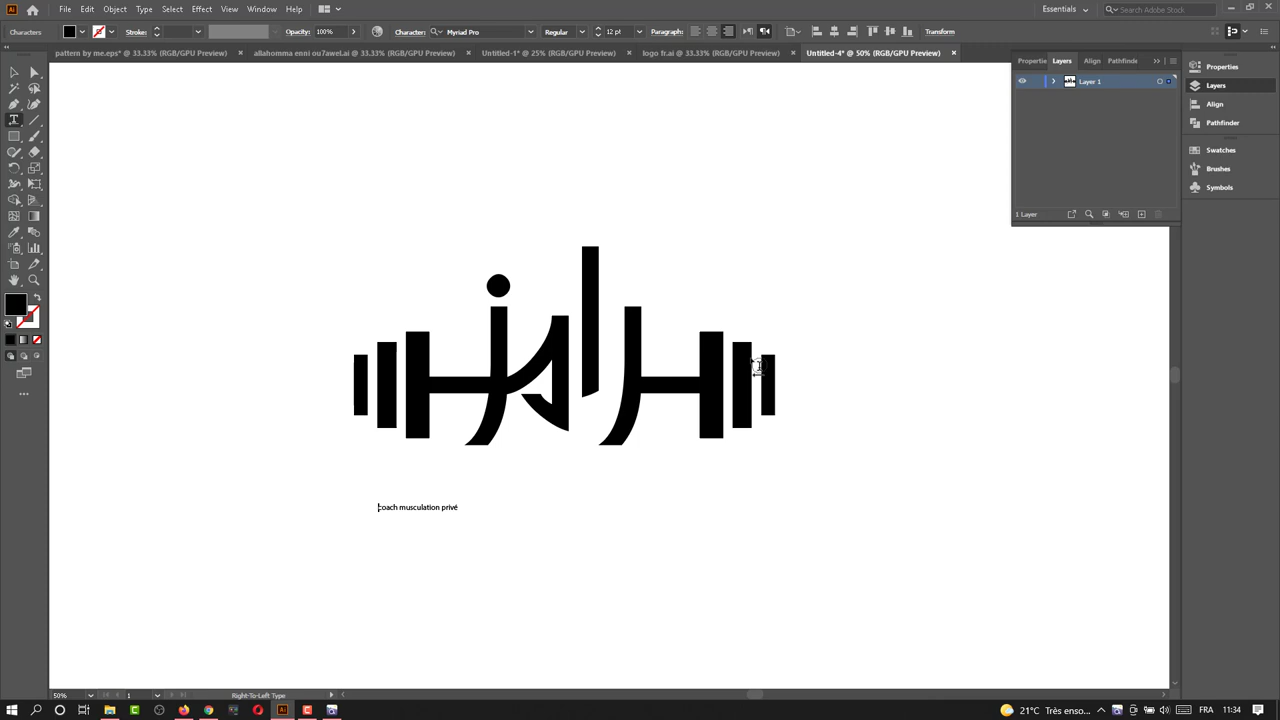 File Edit Object Type Select Effect View Window Help
Essentials
Search Adobe Stock
Characters Stroke: Opacity: 100% Character: Myriad Pro Regular 12 pt Paragraph: Transform
pattern by me.eps* @ 33.33% (RGB/GPU Preview) allahomma enni ou7awel.ai @ 33.33% (RGB/GPU Preview) Untitled-1* @ 25% (RGB/GPU Preview) logo fr.ai @ 33.33% (RGB/GPU Preview) Untitled-4* @ 50% (RGB/GPU Preview)
Propertie Layers Align Pathfinde
Layer 1
1 Layer
Properties
Layers
Align
Pathfinder
Swatches
Brushes
Symbols
coach musculation privé
50% 1 Right-To-Left Type
21°C Très enso... FRA 11:34